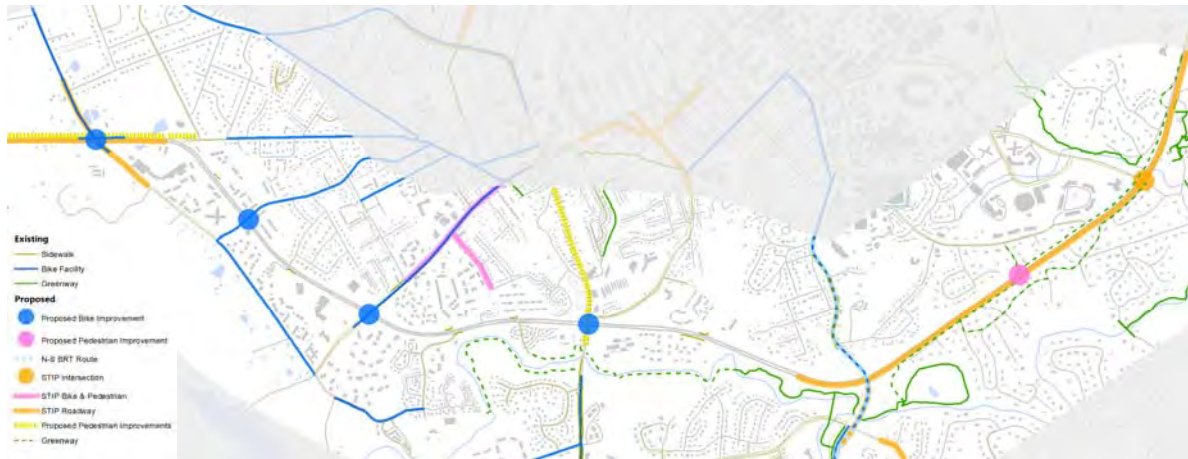 Existing
Sidewalk
Bike Facility
Greenway
Proposed
Proposed Bike Improvement
Proposed Pedestrian Improvement
N-S BRT Route
STIP Intersection
STIP Bike & Pedestrian
STIP Roadway
Proposed Pedestrian Improvements
Greenway